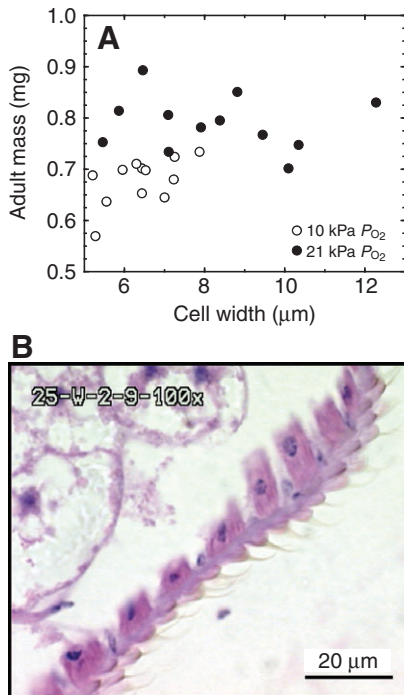 A
Adult mass (mg)
1.0
0.9
0.8
0.7
0.6
0.5
6
8
10
12
Cell width (μm)
○ 10 kPa PO2
● 21 kPa PO2
B
25-W-2-9-100x
20 μm